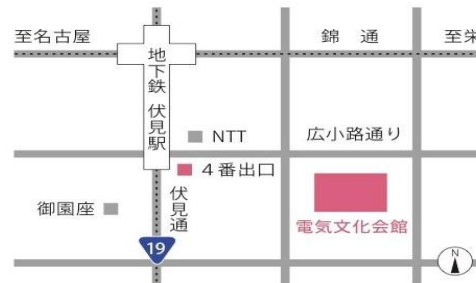 至名古屋
錦 通
至栄
地下鉄 伏見駅
NTT
広小路通り
4番出口
伏見通
御園座
電気文化会館
19
N